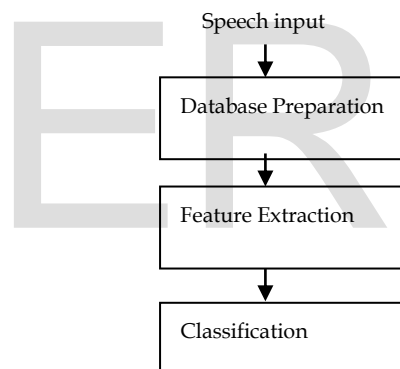 Speech input
Database Preparation
Feature Extraction
Classification
ER